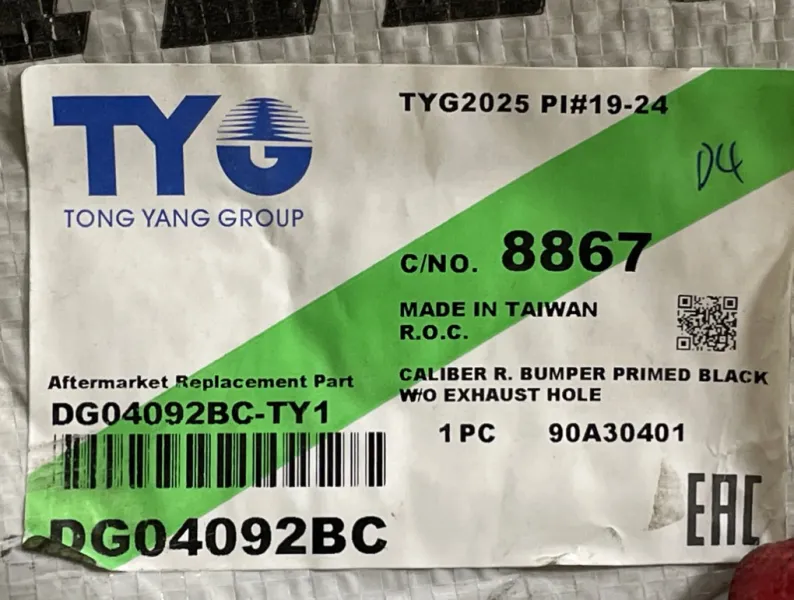 TYG
TONG YANG GROUP
TYG2025 PI#19-24
D4
C/NO. 8867
MADE IN TAIWAN
R.O.C.
Aftermarket Replacement Part
DG04092BC-TY1
CALIBER R. BUMPER PRIMED BLACK
W/O EXHAUST HOLE
1 PC 90A30401
DG04092BC
EAC